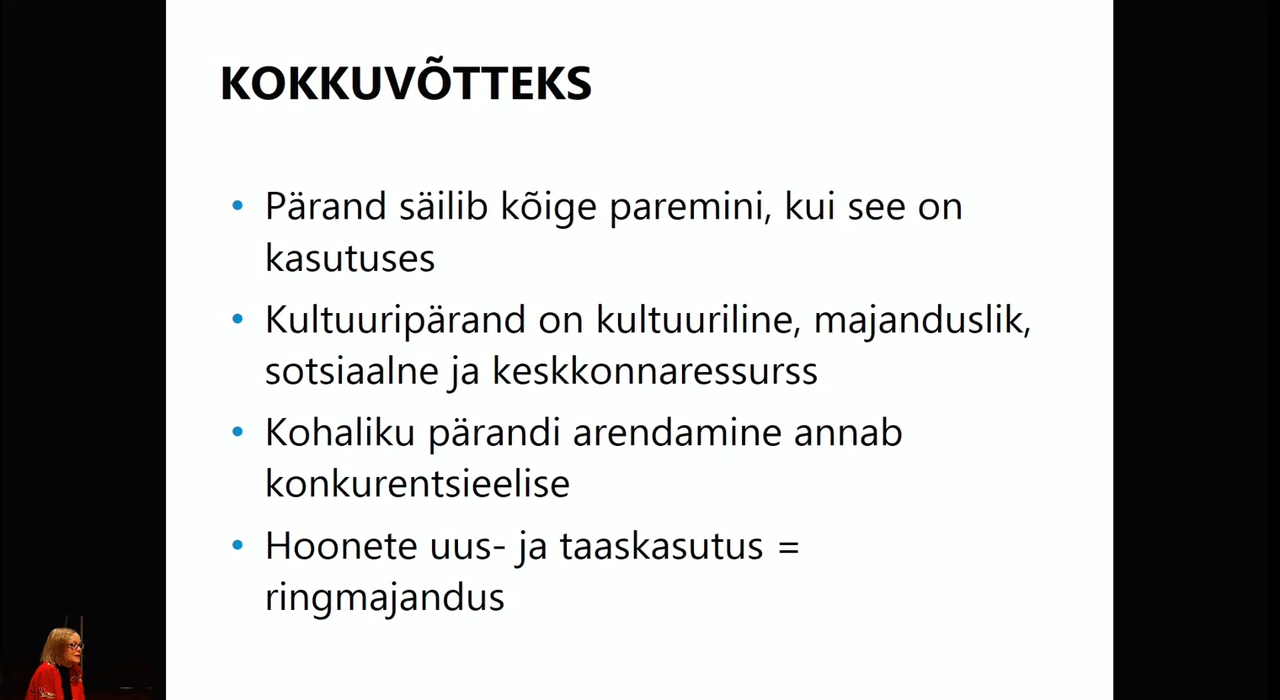 KOKKUVÕTTEKS
• Pärand säilib kõige paremini, kui see on
kasutuses
• Kultuuripärand on kultuuriline, majanduslik,
sotsiaalne ja keskkonnaressurss
• Kohaliku pärandi arendamine annab
konkurentsieelise
• Hoonete uus- ja taaskasutus =
ringmajandus